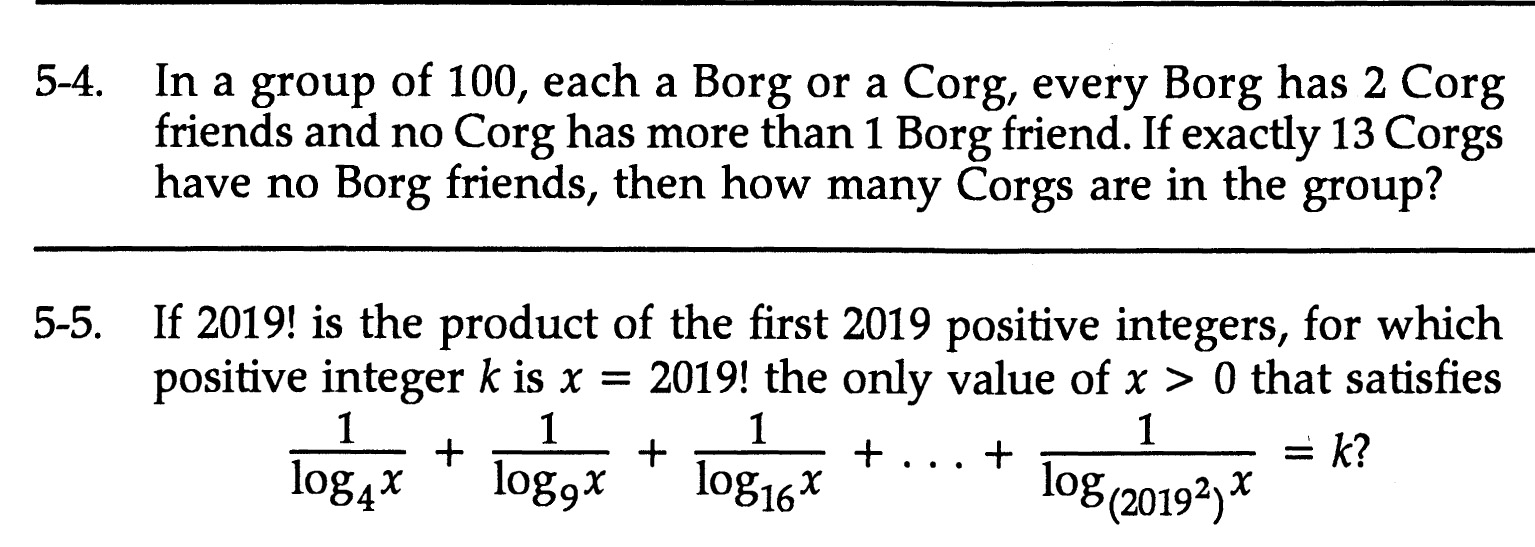 5-4. In a group of 100, each a Borg or a Corg, every Borg has 2 Corg
friends and no Corg has more than 1 Borg friend. If exactly 13 Corgs
have no Borg friends, then how many Corgs are in the group?
5-5. If 2019! is the product of the first 2019 positive integers, for which
positive integer k is x = 2019! the only value of x > 0 that satisfies
1/log₄x + 1/log₉x + 1/log₁₆x + . . . + 1/log₍₂₀₁₉²₎x = k?